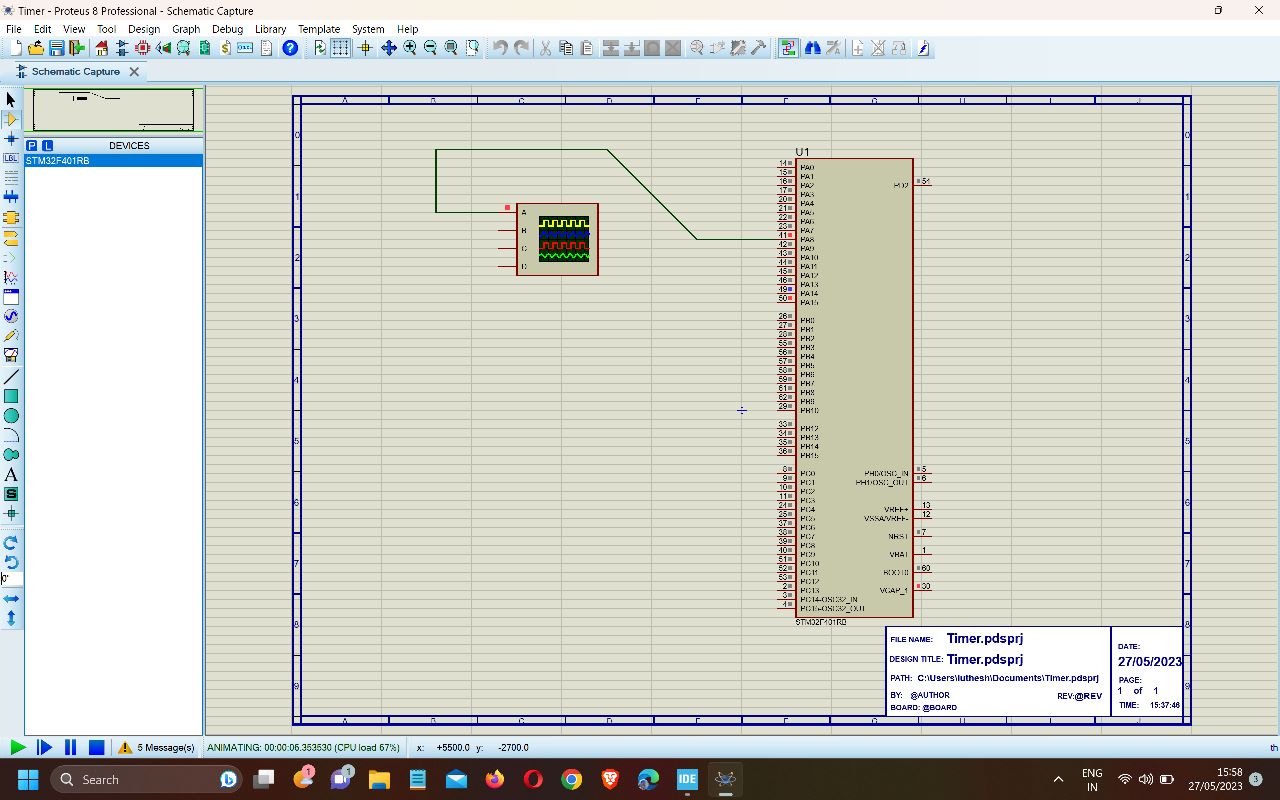 Timer - Proteus 8 Professional - Schematic Capture
File Edit View Tool Design Graph Debug Library Template System Help
Schematic Capture
P L DEVICES
STM32F401RB
LBL
A
S
0°
A B C D E F G H I J
0 1 2 3 4 5 6 7 8 9
A
B
C
D
U1
14 PA0
15 PA1
16 PA2
17 PA3
20 PA4
21 PA5
22 PA6
23 PA7
41 PA8
42 PA9
43 PA10
44 PA11
45 PA12
46 PA13
49 PA14
50 PA15
26 PB0
27 PB1
28 PB2
55 PB3
56 PB4
57 PB5
58 PB6
59 PB7
61 PB8
62 PB9
29 PB10
33 PB12
34 PB13
35 PB14
36 PB15
8 PC0
9 PC1
10 PC2
11 PC3
24 PC4
25 PC5
37 PC6
38 PC7
39 PC8
40 PC9
51 PC10
52 PC11
53 PC12
2 PC13
3 PC14-OSC32_IN
4 PC15-OSC32_OUT
PD2 54
PH0/OSC_IN 5
PH1/OSC_OUT 6
VREF+ 13
VSSA/VREF- 12
NRST 7
VBAT 1
BOOT0 60
VCAP_1 30
STM32F401RB
FILE NAME: Timer.pdsprj
DESIGN TITLE: Timer.pdsprj
PATH: C:\Users\luthesh\Documents\Timer.pdsprj
BY: @AUTHOR REV:@REV
BOARD: @BOARD
DATE:
27/05/2023
PAGE:
1 of 1
TIME: 15:37:46
A B C D E F G H I J
5 Message(s) ANIMATING: 00:00:06.353530 (CPU load 67%) x: +5500.0 y: -2700.0 th
Search
1
1
IDE
ENG
IN
15:58
27/05/2023
3